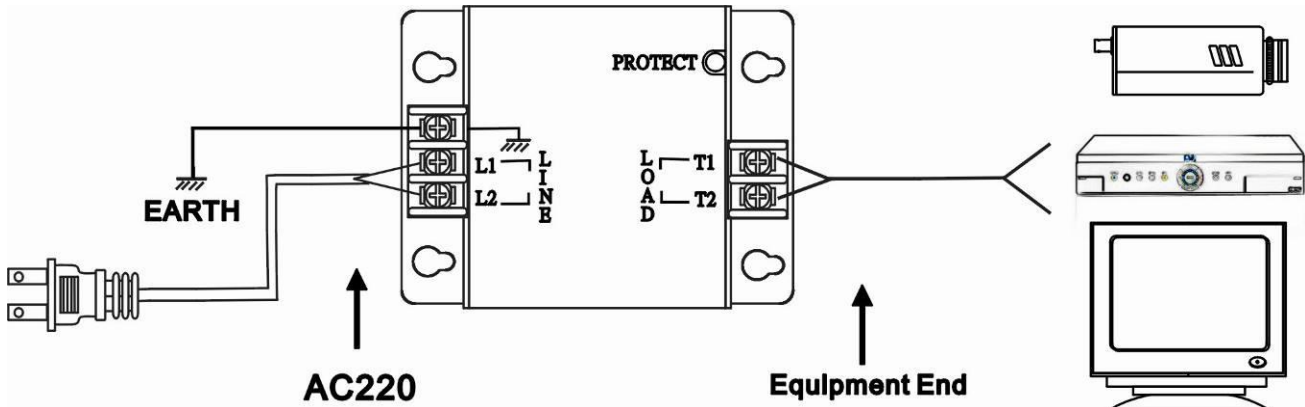 PROTECT
EARTH
L1
L2
LINE
LOAD
T1
T2
AC220
Equipment End